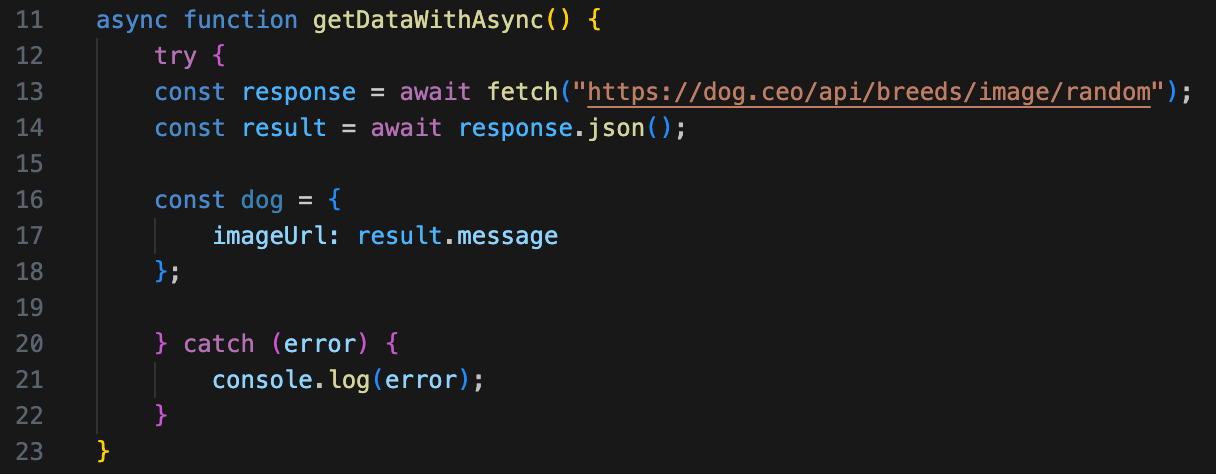 11 async function getDataWithAsync() {
12     try {
13     const response = await fetch("https://dog.ceo/api/breeds/image/random");
14     const result = await response.json();
15
16     const dog = {
17         imageUrl: result.message
18     };
19
20     } catch (error) {
21         console.log(error);
22     }
23 }